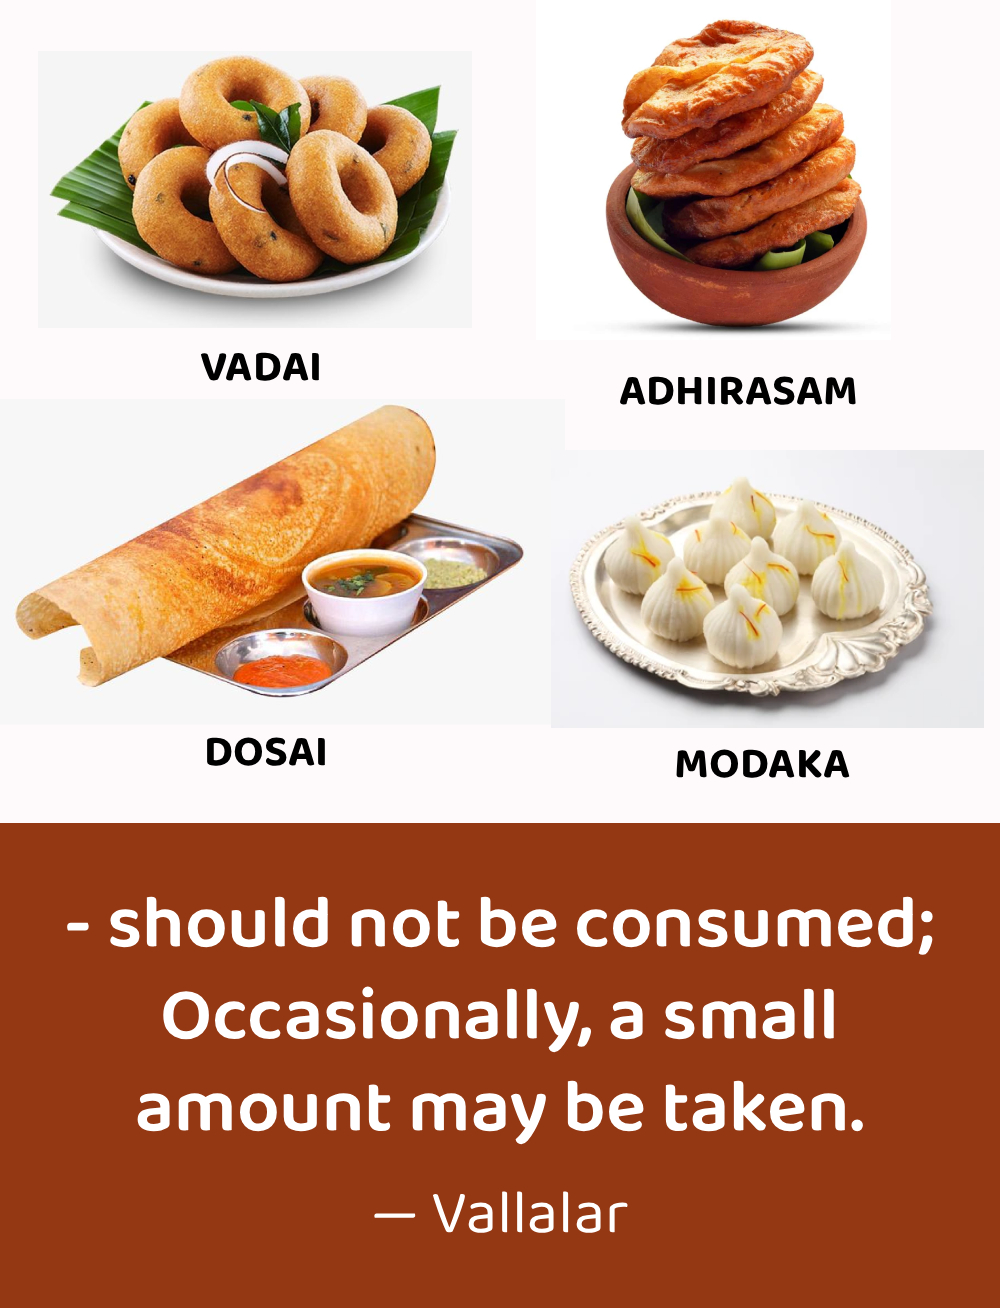 VADAI
ADHIRASAM
DOSAI
MODAKA
- should not be consumed;
Occasionally, a small
amount may be taken.
— Vallalar